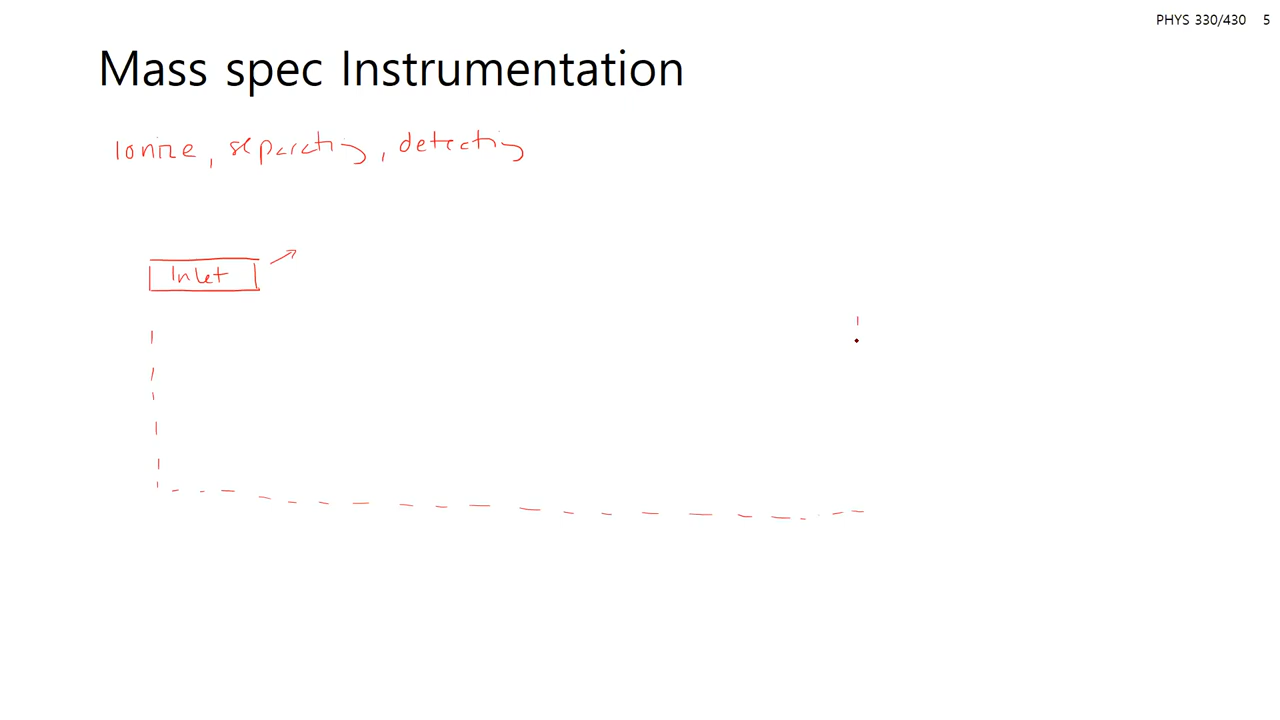 PHYS 330/430 5
Mass spec Instrumentation
Ionize, separating, detecting
Inlet